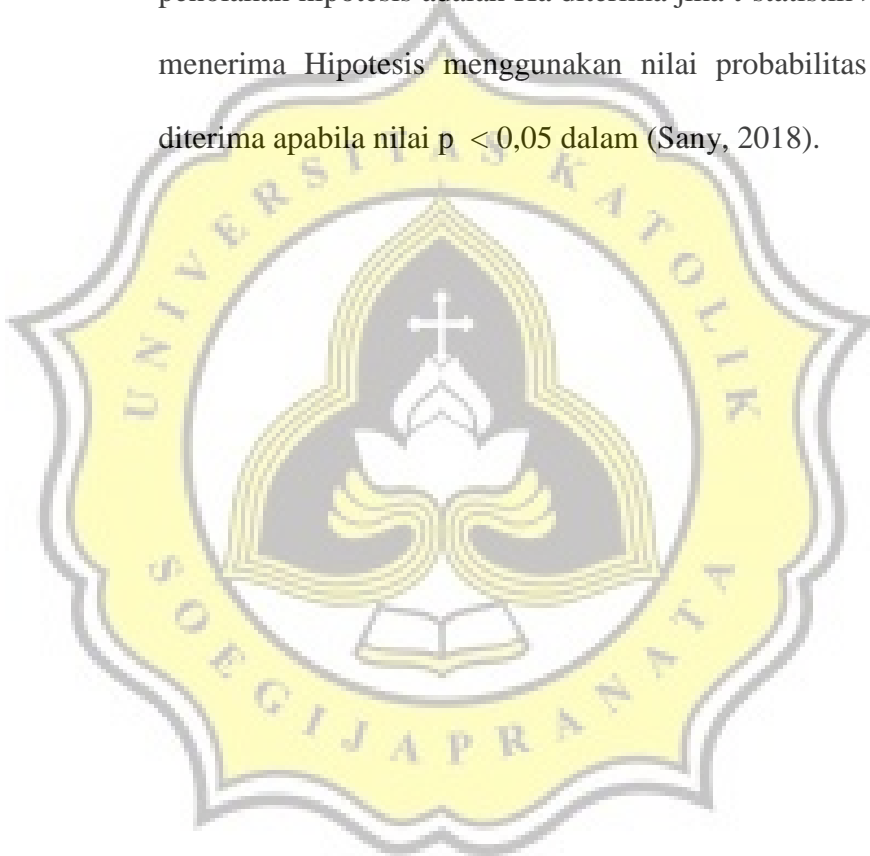 penolakan hipotesis adalah Ha diterima jika t-statistik
menerima Hipotesis menggunakan nilai probabilitas
diterima apabila nilai p < 0,05 dalam (Sany, 2018).
UNIVERSITAS KATOLIK
SOEGIJAPRANATA